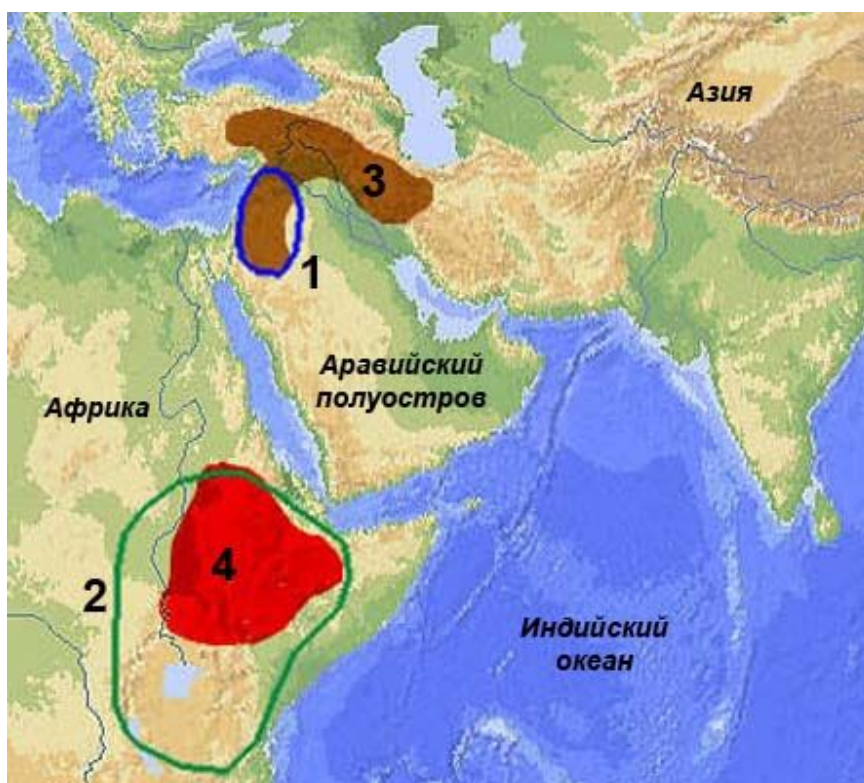 Азия
3
1
Аравийский
полуостров
Африка
4
2
Индийский
океан